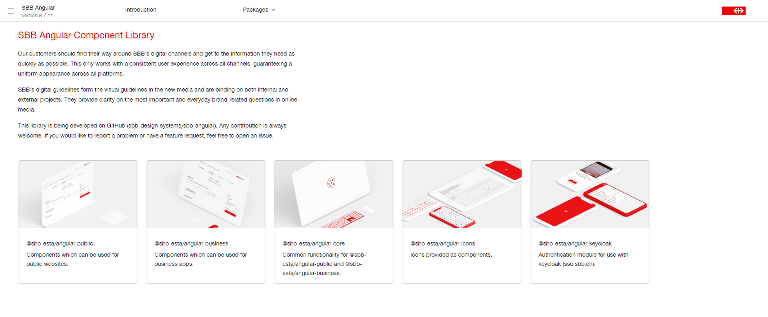 SBB Angular
Introduction
Packages
SBB Angular Component Library
Our customers should find their way around SBB's digital channels and get to the information they need as
quickly as possible. This only works with a consistent user experience across all channels, guaranteeing a
uniform appearance across all platforms.
SBB's digital guidelines form the visual guidelines in the new media and are binding on both internal and
external projects. They provide clarity on the most important and everyday brand-related questions in online
media.
This library is being developed on GitHub (sbb-design-systems/sbb-angular). Any contribution is always
welcome. If you would like to report a problem or have a feature request, feel free to open an issue.
@sbb-esta/angular-public
Components which can be used for
public websites.
@sbb-esta/angular-business
Components which can be used for
business apps.
@sbb-esta/angular-core
Common functionality for @sbb-
esta/angular-public and @sbb-
esta/angular-business.
@sbb-esta/angular-icons
Icons provided as components.
@sbb-esta/angular-keycloak
Authentication module for use with
keycloak (sso.sbb.ch).